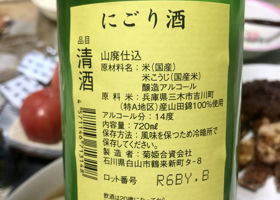 にごり酒
品目 清酒
山廃仕込
原材料名：米(国産)
米こうじ(国産米)
醸造アルコール
原料米：兵庫県三木市吉川町
(特A地区)産山田錦100%使用
アルコール分：14度
内容量：720mℓ
保存方法：風味を保つため冷暗所で
保存してください。
製造者：菊姫合資会社
石川県白山市鶴来新町タ-8
ロット番号 R6BY.B